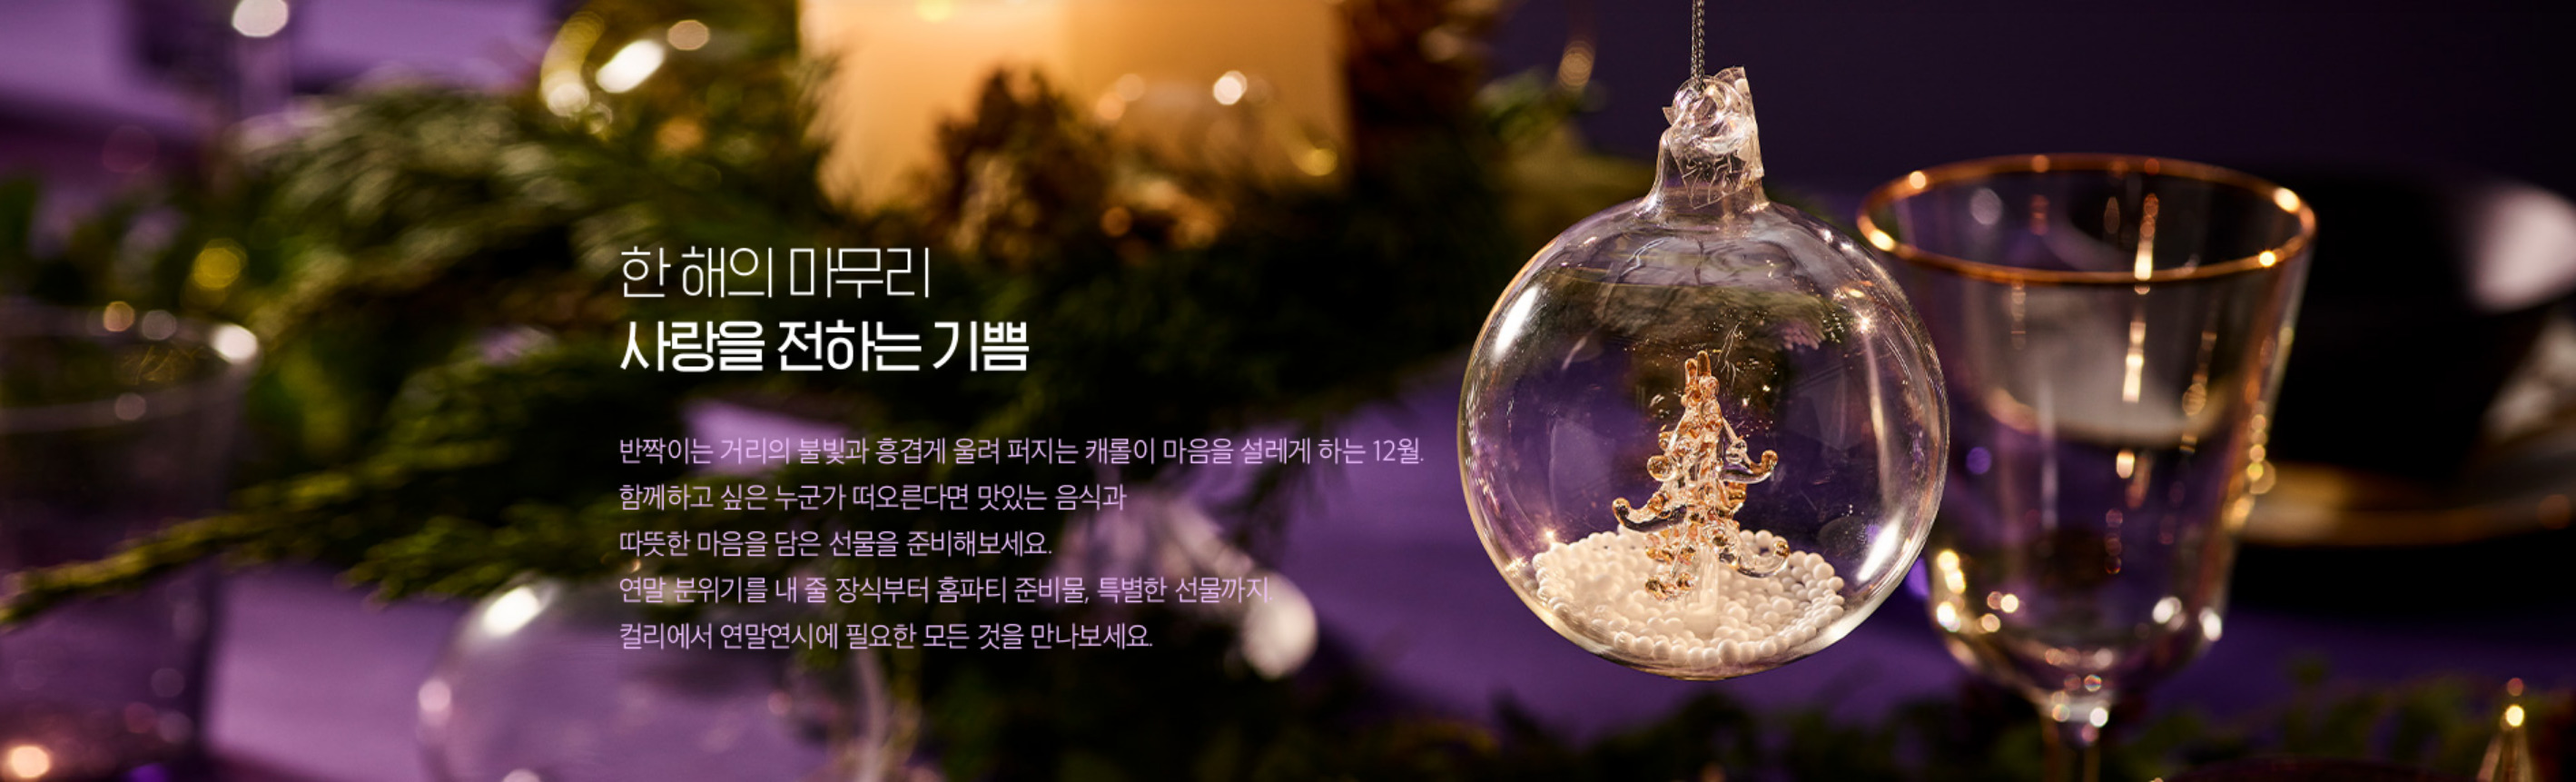 한 해의 마무리
사랑을 전하는 기쁨
반짝이는 거리의 불빛과 흥겹게 울려 퍼지는 캐롤이 마음을 설레게 하는 12월.
함께하고 싶은 누군가 떠오른다면 맛있는 음식과
따뜻한 마음을 담은 선물을 준비해보세요.
연말 분위기를 내 줄 장식부터 홈파티 준비물, 특별한 선물까지.
컬리에서 연말연시에 필요한 모든 것을 만나보세요.